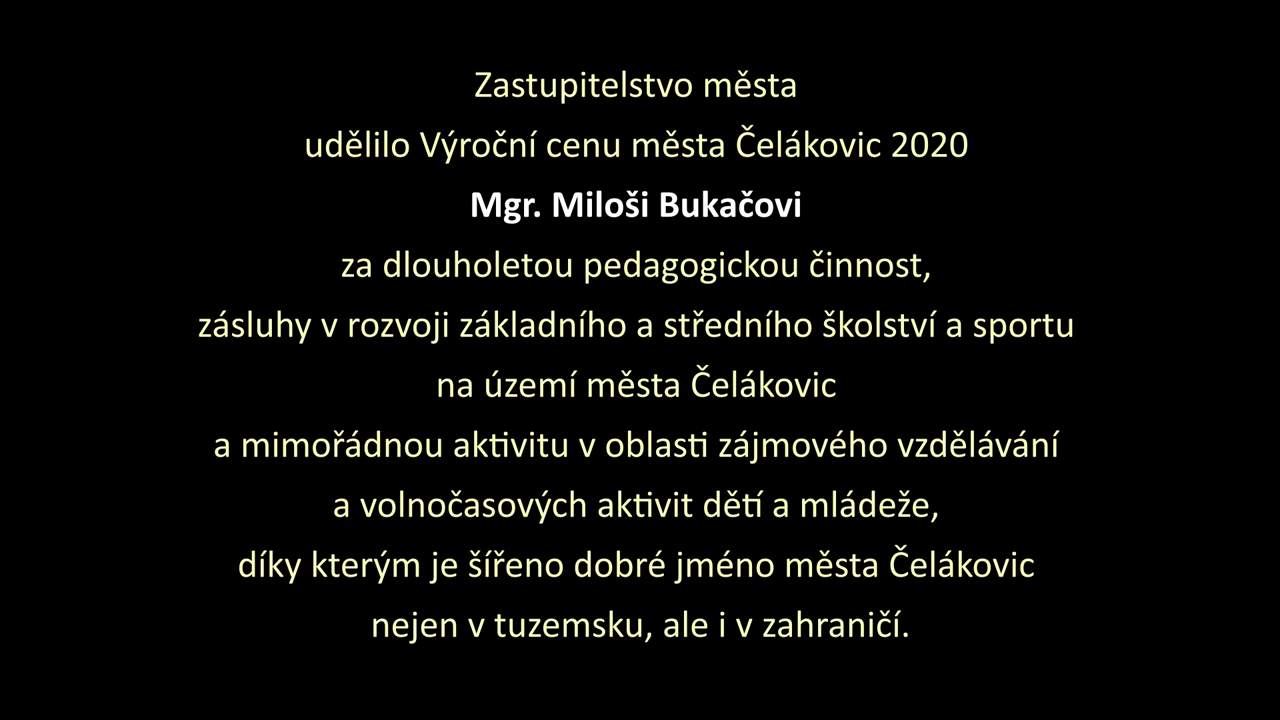 Zastupitelstvo města
udělilo Výroční cenu města Čelákovic 2020
Mgr. Miloši Bukačovi
za dlouholetou pedagogickou činnost,
zásluhy v rozvoji základního a středního školství a sportu
na území města Čelákovic
a mimořádnou aktivitu v oblasti zájmového vzdělávání
a volnočasových aktivit dětí a mládeže,
díky kterým je šířeno dobré jméno města Čelákovic
nejen v tuzemsku, ale i v zahraničí.